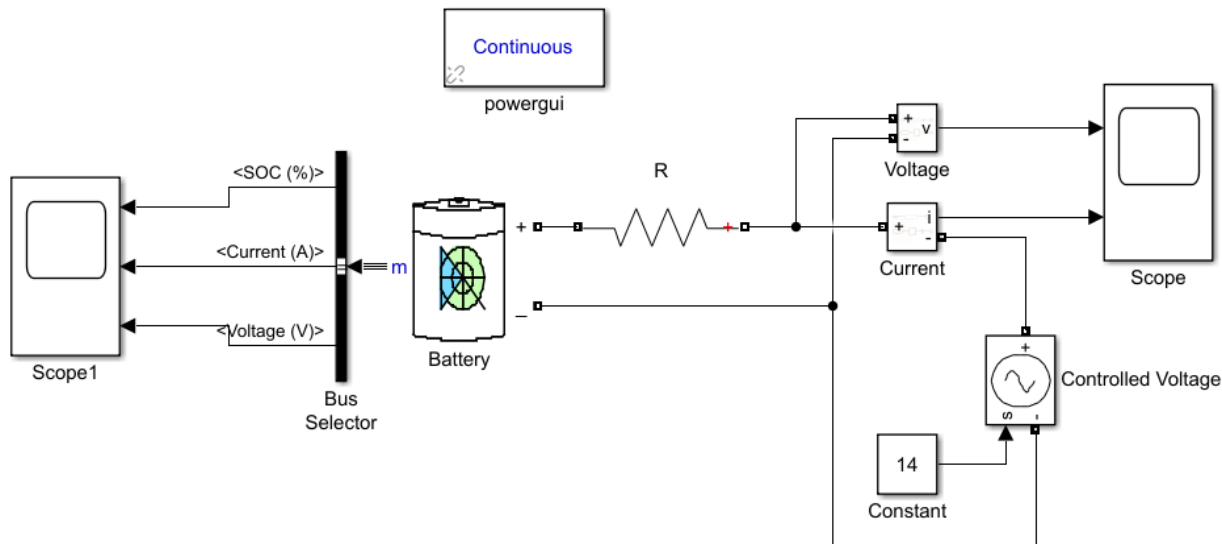 Continuous
powergui
<SOC (%)>
<Current (A)>
<Voltage (V)>
Scope1
Bus
Selector
m
+
_
Battery
R
+
+
-
v
Voltage
+
i
-
Current
Scope
+
s
-
Controlled Voltage
14
Constant